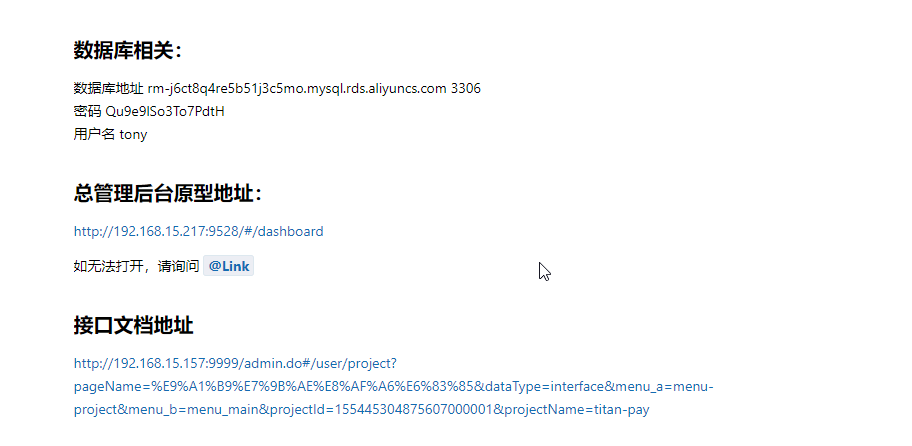 数据库相关：
数据库地址 rm-j6ct8q4re5b51j3c5mo.mysql.rds.aliyuncs.com 3306
密码 Qu9e9lSo3To7PdtH
用户名 tony
总管理后台原型地址：
http://192.168.15.217:9528/#/dashboard
如无法打开，请询问 @Link
接口文档地址
http://192.168.15.157:9999/admin.do#/user/project?
pageName=%E9%A1%B9%E7%9B%AE%E8%AF%A6%E6%83%85&dataType=interface&menu_a=menu-
project&menu_b=menu_main&projectId=155445304875607000001&projectName=titan-pay